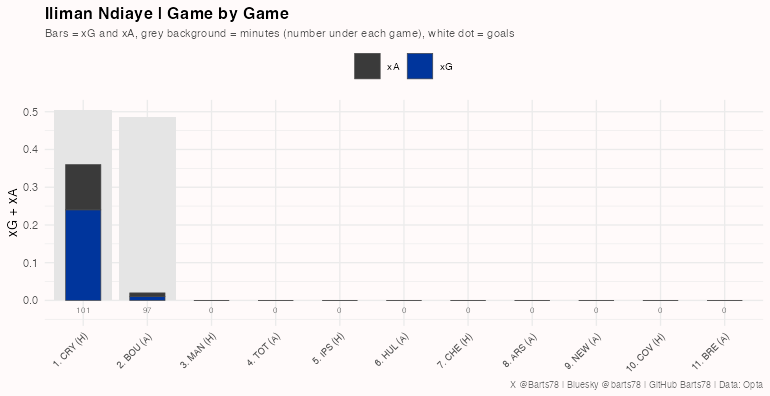 Iliman Ndiaye | Game by Game
Bars = xG and xA, grey background = minutes (number under each game), white dot = goals
xA xG
xG + xA
0.5
0.4
0.3
0.2
0.1
0.0
101 97 0 0 0 0 0 0 0 0 0
1. CRY (H) 2. BOU (A) 3. MAN (H) 4. TOT (A) 5. IPS (H) 6. HUL (A) 7. CHE (H) 8. ARS (A) 9. NEW (A) 10. COV (H) 11. BRE (A)
X @Barts78 | Bluesky @barts78 | GitHub Barts78 | Data: Opta